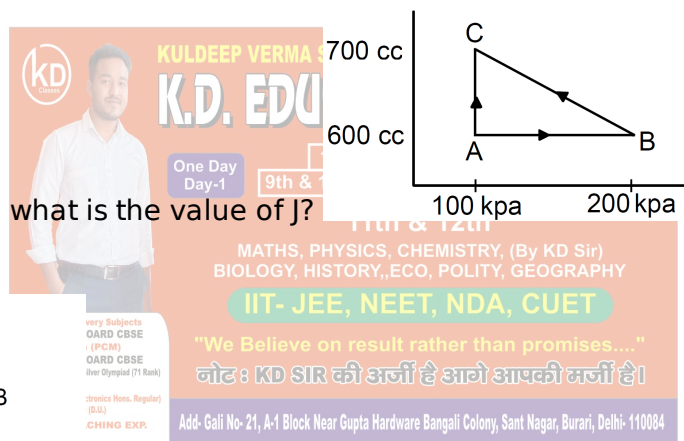 C
700 cc
600 cc
A
B
100 kpa
200 kpa
KD
Classes
KULDEEP VERMA
K.D. EDU
One Day
Day-1
9th &
what is the value of J?
11th & 12th
MATHS, PHYSICS, CHEMISTRY, (By KD Sir)
BIOLOGY, HISTORY,,ECO, POLITY, GEOGRAPHY
IIT- JEE, NEET, NDA, CUET
"We Believe on result rather than promises...."
नोट : KD SIR की अर्जी है आगे आपकी मर्जी है।
very Subjects
OARD CBSE
(PCM)
OARD CBSE
ilver Olympiad (71 Rank)
3
ctronics Hons. Regular)
(D.U.)
CHING EXP.
Add- Gali No- 21, A-1 Block Near Gupta Hardware Bangali Colony, Sant Nagar, Burari, Delhi- 110084